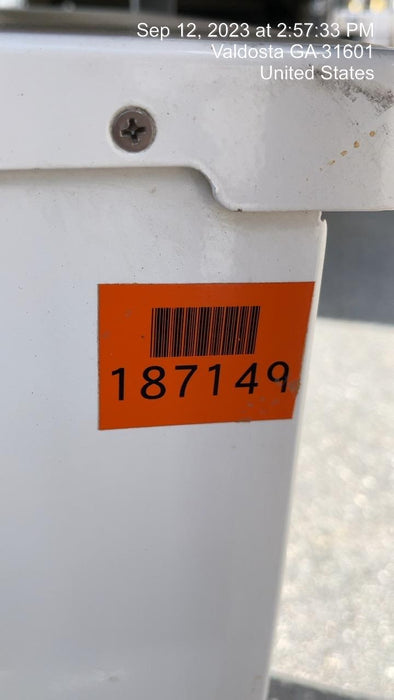 Sep 12, 2023 at 2:57:33 PM
Valdosta GA 31601
United States
187149